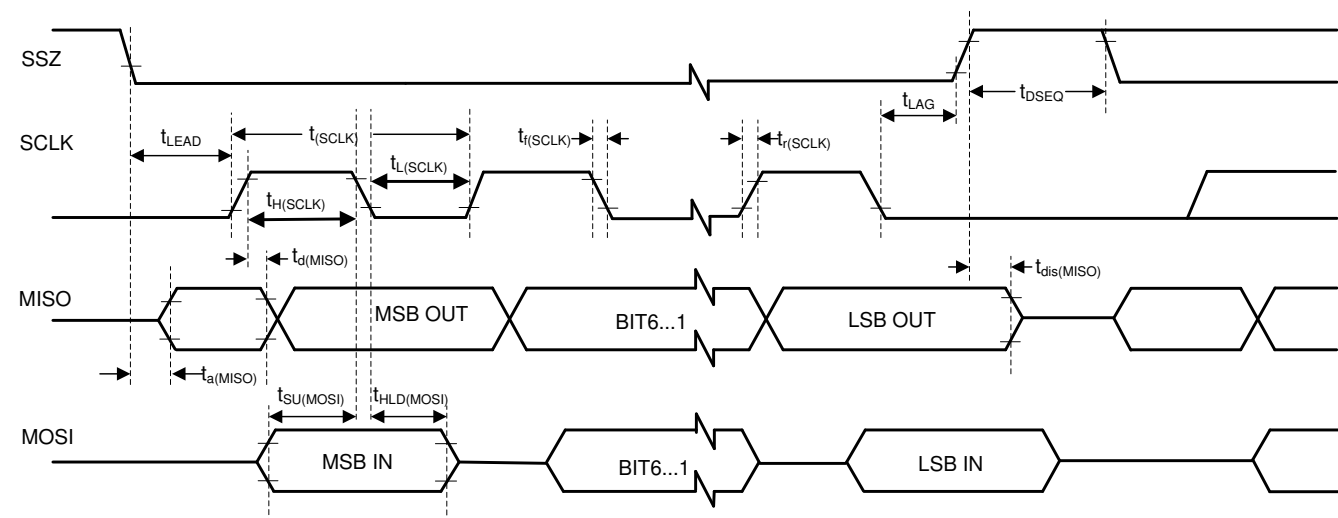 SSZ
tLAG
tDSEQ
SCLK
tLEAD
t(SCLK)
tf(SCLK)
tr(SCLK)
tL(SCLK)
tH(SCLK)
td(MISO)
tdis(MISO)
MISO
MSB OUT
BIT6...1
LSB OUT
ta(MISO)
tSU(MOSI)
tHLD(MOSI)
MOSI
MSB IN
BIT6...1
LSB IN